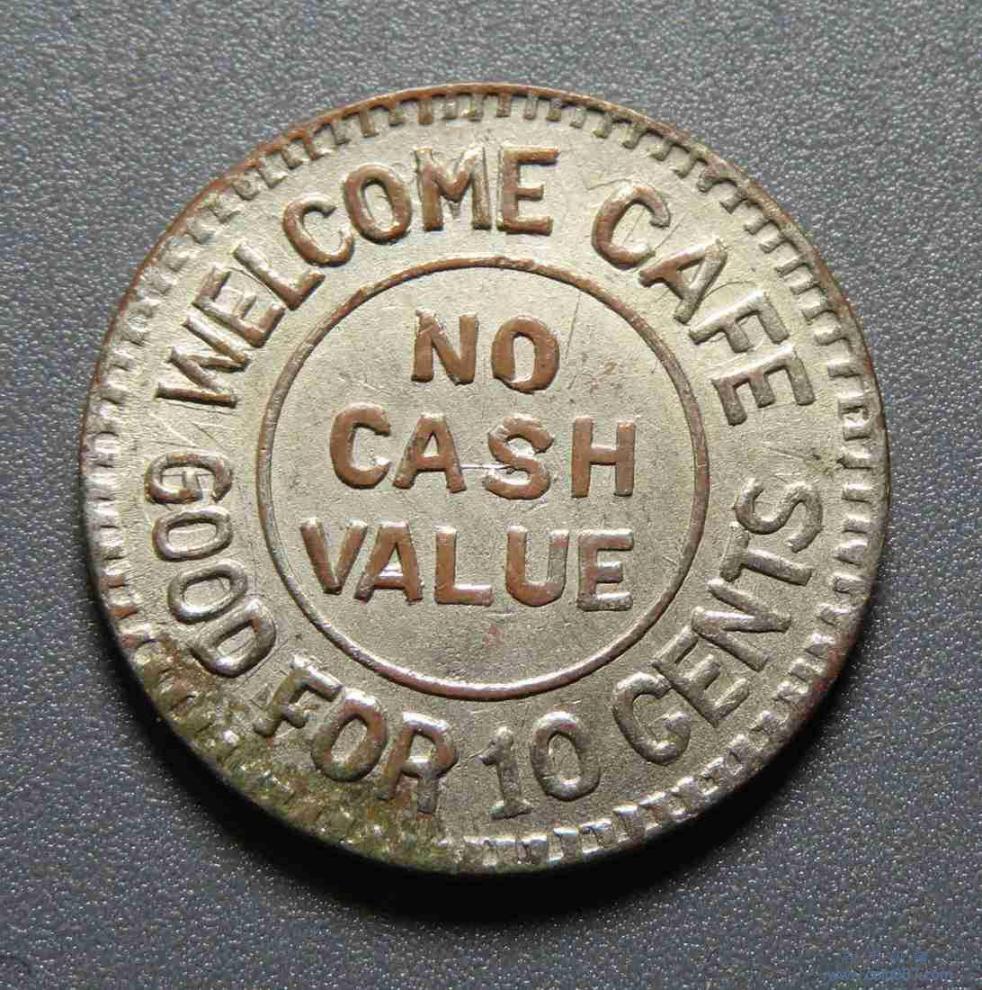 WELCOME CAFE
NO
CASH
VALUE
GOOD FOR 10 CENTS